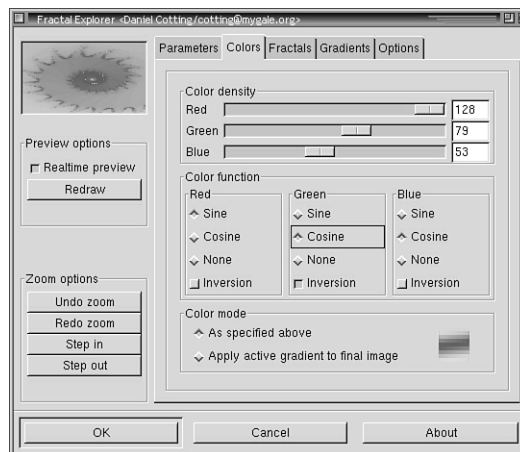 Fractal Explorer <Daniel Cotting/cotting@mygale.org>
Parameters Colors Fractals Gradients Options
Color density
Red 128
Green 79
Blue 53
Preview options
Realtime preview
Redraw
Color function
Red Green Blue
Sine Sine Sine
Cosine Cosine Cosine
None None None
Inversion Inversion Inversion
Zoom options
Undo zoom
Redo zoom
Step in
Step out
Color mode
As specified above
Apply active gradient to final image
OK Cancel About